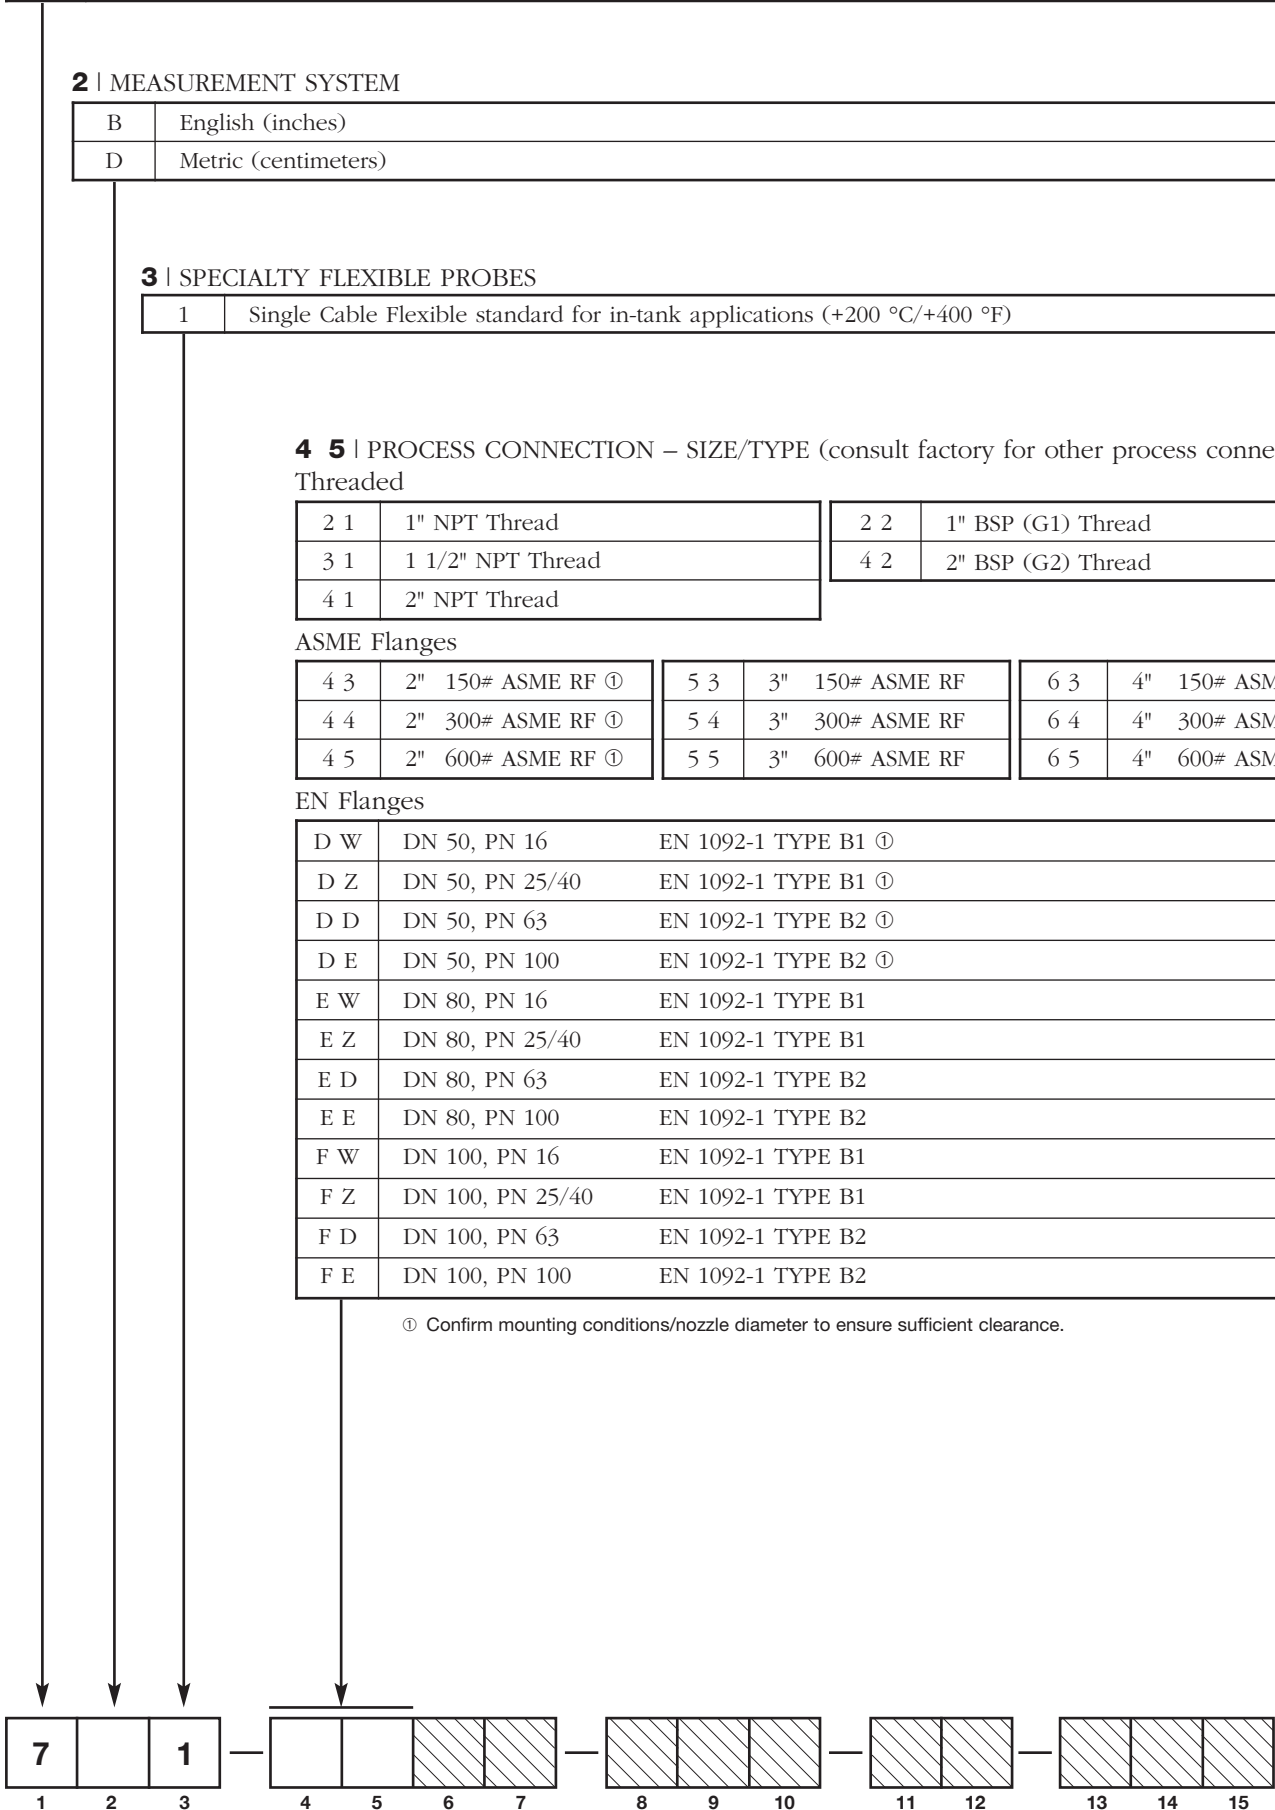 2 | MEASUREMENT SYSTEM
B English (inches)
D Metric (centimeters)
3 | SPECIALTY FLEXIBLE PROBES
1 Single Cable Flexible standard for in-tank applications (+200 °C/+400 °F)
4 5 | PROCESS CONNECTION – SIZE/TYPE (consult factory for other process conne
Threaded
2 1 1" NPT Thread 2 2 1" BSP (G1) Thread
3 1 1 1/2" NPT Thread 4 2 2" BSP (G2) Thread
4 1 2" NPT Thread
ASME Flanges
4 3 2" 150# ASME RF ① 5 3 3" 150# ASME RF 6 3 4" 150# ASM
4 4 2" 300# ASME RF ① 5 4 3" 300# ASME RF 6 4 4" 300# ASM
4 5 2" 600# ASME RF ① 5 5 3" 600# ASME RF 6 5 4" 600# ASM
EN Flanges
D W DN 50, PN 16 EN 1092-1 TYPE B1 ①
D Z DN 50, PN 25/40 EN 1092-1 TYPE B1 ①
D D DN 50, PN 63 EN 1092-1 TYPE B2 ①
D E DN 50, PN 100 EN 1092-1 TYPE B2 ①
E W DN 80, PN 16 EN 1092-1 TYPE B1
E Z DN 80, PN 25/40 EN 1092-1 TYPE B1
E D DN 80, PN 63 EN 1092-1 TYPE B2
E E DN 80, PN 100 EN 1092-1 TYPE B2
F W DN 100, PN 16 EN 1092-1 TYPE B1
F Z DN 100, PN 25/40 EN 1092-1 TYPE B1
F D DN 100, PN 63 EN 1092-1 TYPE B2
F E DN 100, PN 100 EN 1092-1 TYPE B2
① Confirm mounting conditions/nozzle diameter to ensure sufficient clearance.
7 1 — — — —
1 2 3 4 5 6 7 8 9 10 11 12 13 14 15